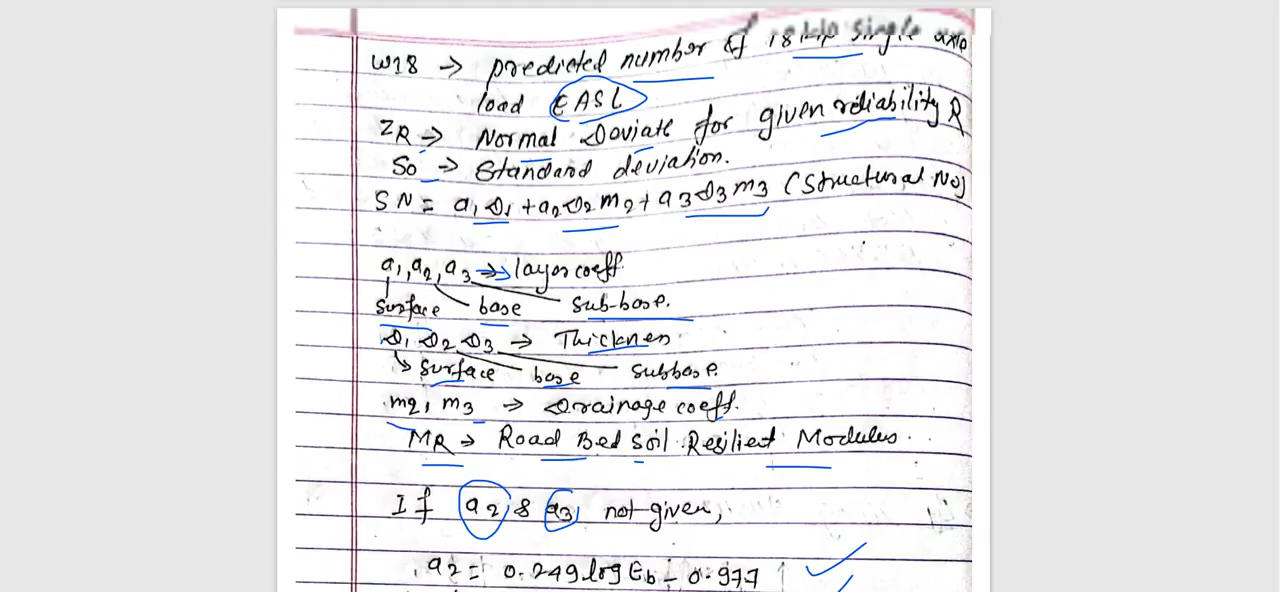 W18 → predicted number of 18 kip single axle
load EASL
ZR → Normal Deviate for given reliability R
So → Standard deviation.
SN = a1D1 + a2D2m2 + a3D3m3 (Structural No)
a1, a2, a3 → layer coeff.
Surface base sub-base.
D1 D2 D3 → Thicknes
→ Surface base subbase.
m2, m3 → Drainage coeff.
MR → Road Bed Soil Resilient Modulus.
If a2 & a3 not given,
a2 = 0.249 log Eb - 0.977